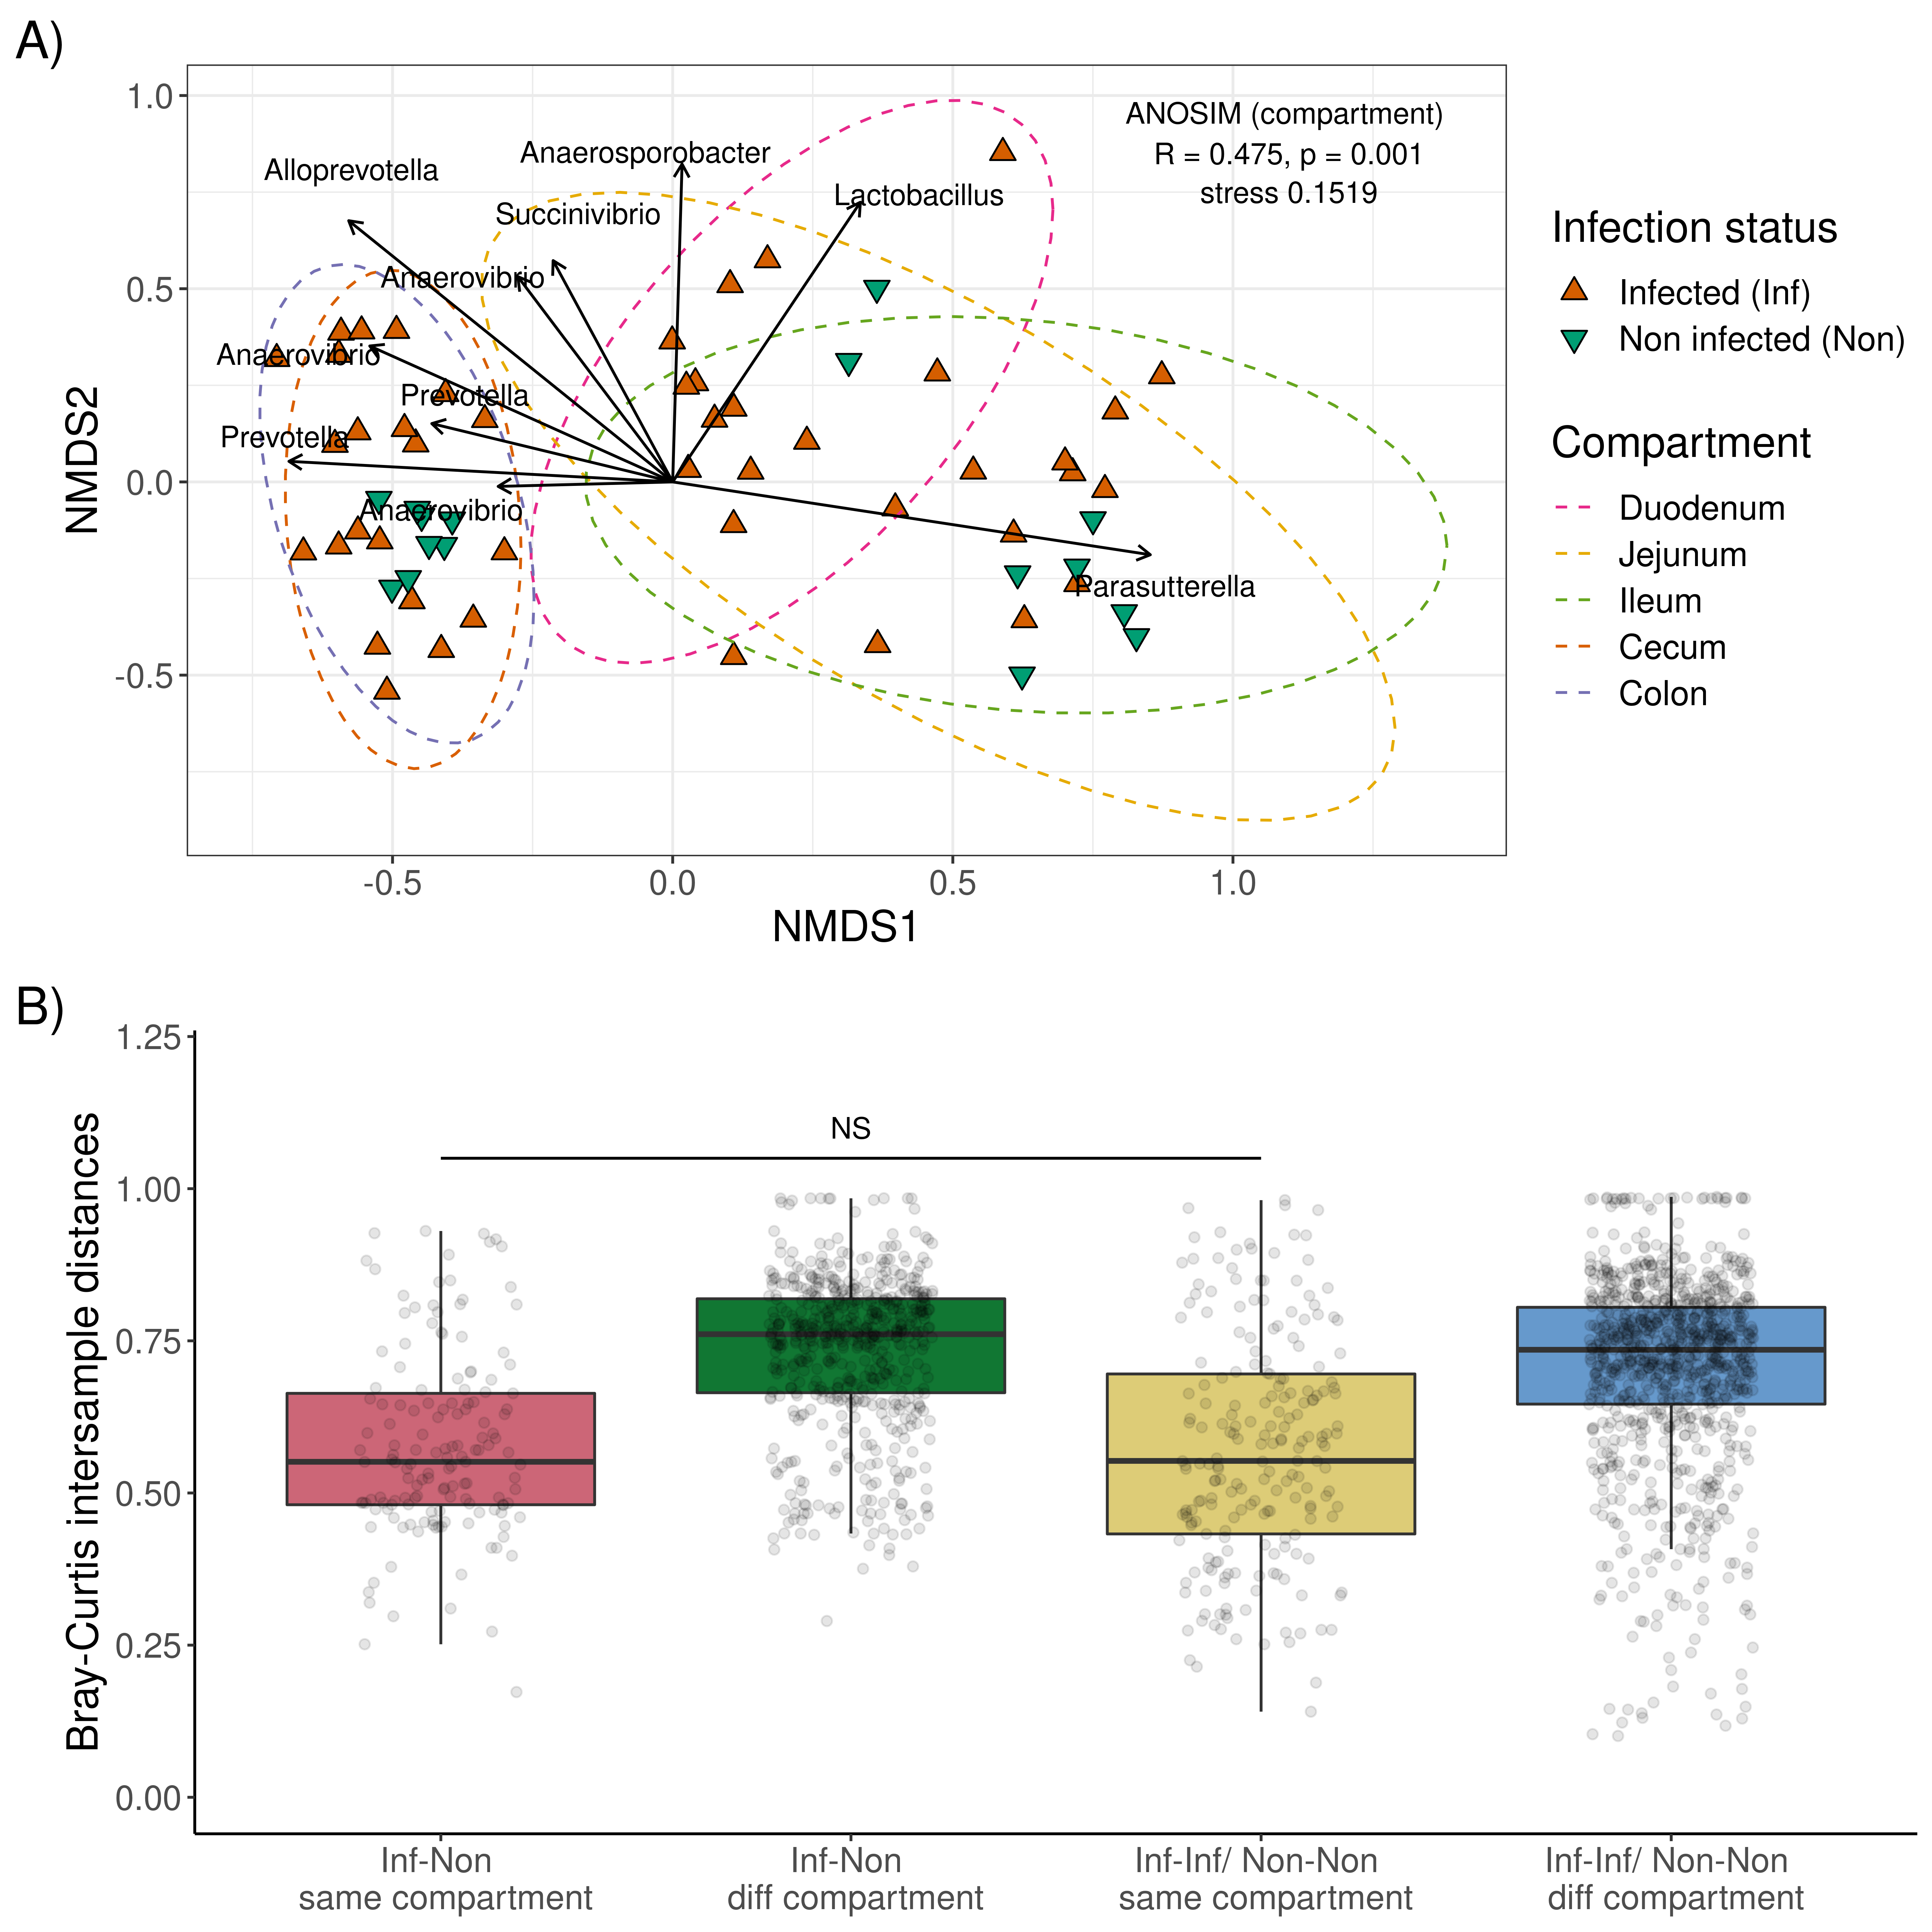 A)
1.0
0.5
0.0
-0.5
NMDS2
-0.5
0.0
0.5
1.0
NMDS1
Alloprevotella
Anaerosporobacter
Succinivibrio
Lactobacillus
Anaerovibrio
Anaerovibrio
Prevotella
Prevotella
Anaerovibrio
Parasutterella
ANOSIM (compartment)
R = 0.475, p = 0.001
stress 0.1519
Infection status
Infected (Inf)
Non infected (Non)
Compartment
Duodenum
Jejunum
Ileum
Cecum
Colon
B)
1.25
1.00
0.75
0.50
0.25
0.00
Bray-Curtis intersample distances
NS
Inf-Non
same compartment
Inf-Non
diff compartment
Inf-Inf/ Non-Non
same compartment
Inf-Inf/ Non-Non
diff compartment